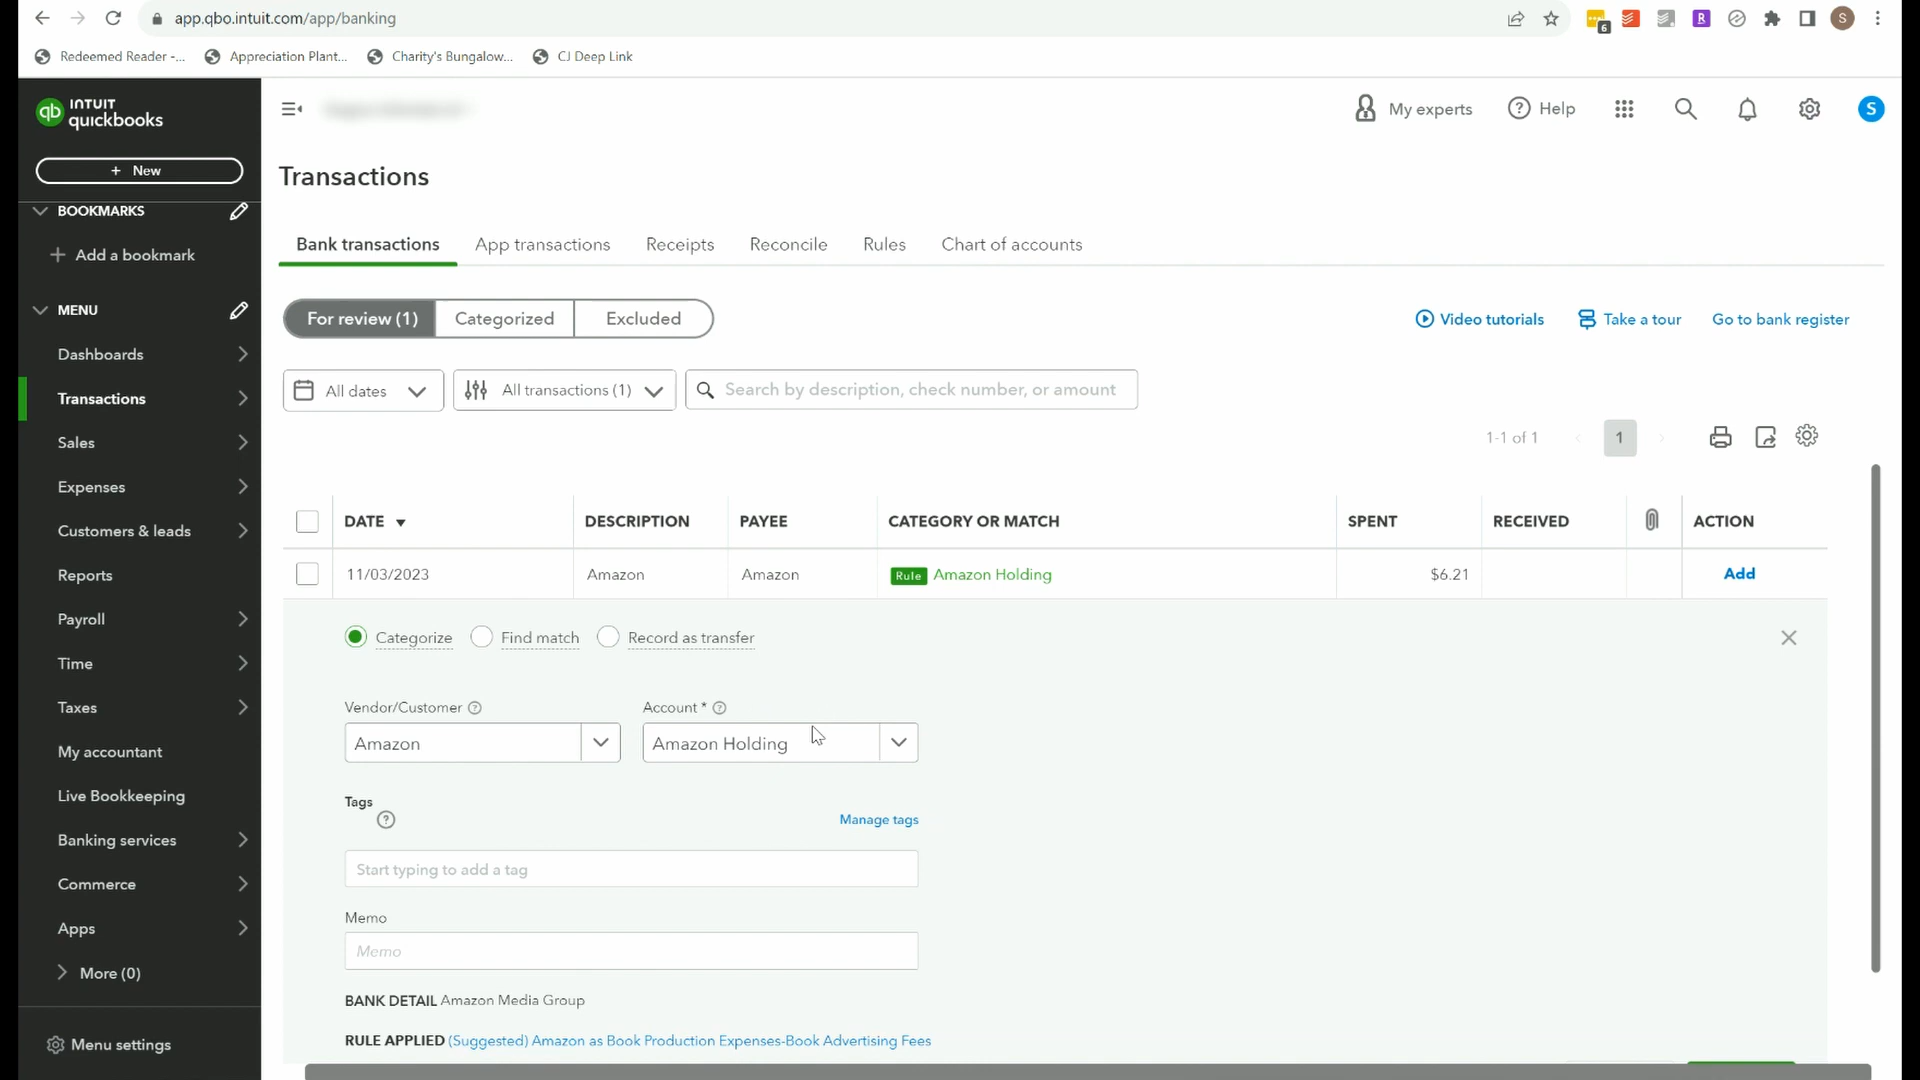 app.qbo.intuit.com/app/banking
6
R
S
Redeemed Reader -...
Appreciation Plant...
Charity's Bungalow...
CJ Deep Link
qb INTUIT quickbooks
My experts
Help
S
+ New
Transactions
BOOKMARKS
+ Add a bookmark
Bank transactions
App transactions
Receipts
Reconcile
Rules
Chart of accounts
MENU
Dashboards
Transactions
Sales
Expenses
Customers & leads
Reports
Payroll
Time
Taxes
My accountant
Live Bookkeeping
Banking services
Commerce
Apps
More (0)
Menu settings
For review (1)
Categorized
Excluded
Video tutorials
Take a tour
Go to bank register
All dates
All transactions (1)
Search by description, check number, or amount
1-1 of 1
1
DATE DESCRIPTION PAYEE CATEGORY OR MATCH SPENT RECEIVED ACTION
11/03/2023 Amazon Amazon Rule Amazon Holding $6.21 Add
Categorize Find match Record as transfer
Vendor/Customer
Account *
Amazon
Amazon Holding
Tags
Manage tags
Start typing to add a tag
Memo
Memo
BANK DETAIL Amazon Media Group
RULE APPLIED (Suggested) Amazon as Book Production Expenses-Book Advertising Fees